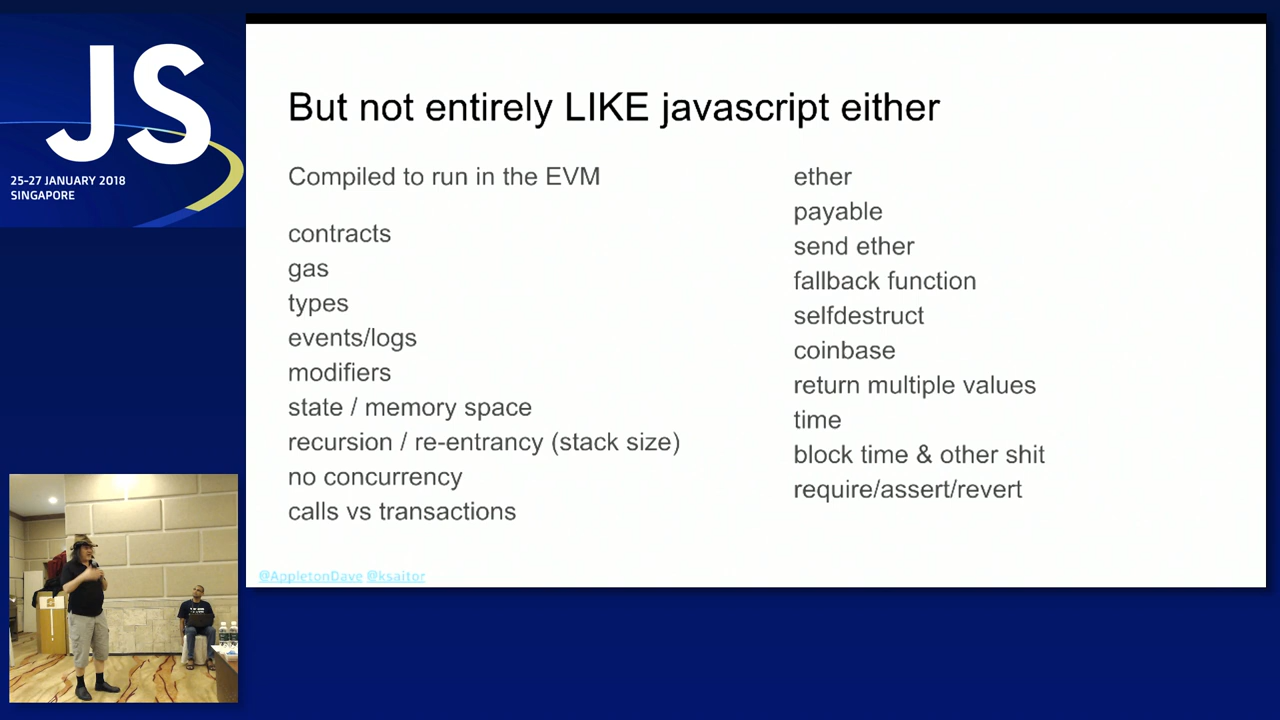 JS
25-27 JANUARY 2018
SINGAPORE
But not entirely LIKE javascript either
Compiled to run in the EVM
contracts
gas
types
events/logs
modifiers
state / memory space
recursion / re-entrancy (stack size)
no concurrency
calls vs transactions
ether
payable
send ether
fallback function
selfdestruct
coinbase
return multiple values
time
block time & other shit
require/assert/revert
@AppletonDave @ksaitor